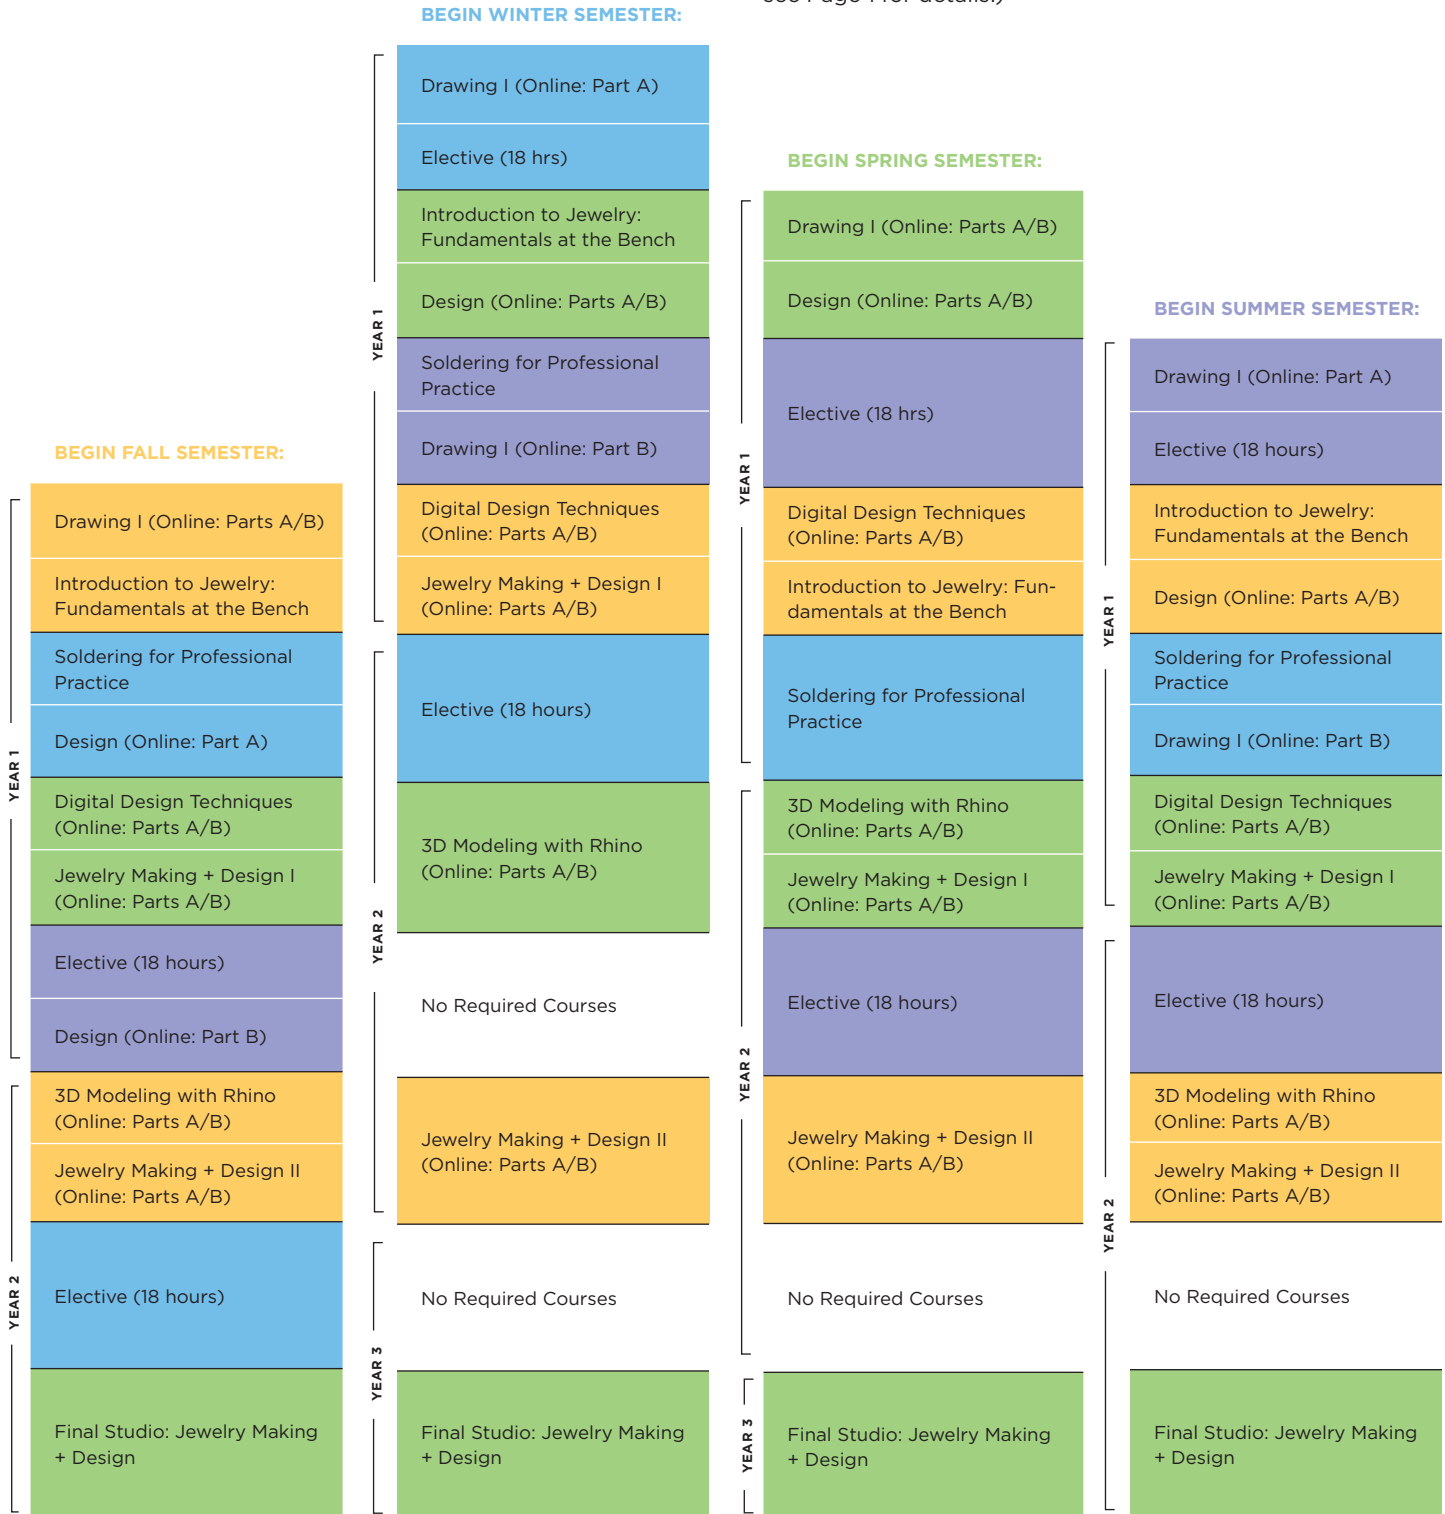 see Page 1 for details.)
BEGIN WINTER SEMESTER:
Drawing I (Online: Part A)
Elective (18 hrs)
Introduction to Jewelry:
Fundamentals at the Bench
Design (Online: Parts A/B)
Soldering for Professional
Practice
Drawing I (Online: Part B)
Digital Design Techniques
(Online: Parts A/B)
Jewelry Making + Design I
(Online: Parts A/B)
YEAR 1
Elective (18 hours)
3D Modeling with Rhino
(Online: Parts A/B)
No Required Courses
Jewelry Making + Design II
(Online: Parts A/B)
YEAR 2
No Required Courses
Final Studio: Jewelry Making
+ Design
YEAR 3
BEGIN SPRING SEMESTER:
Drawing I (Online: Parts A/B)
Design (Online: Parts A/B)
Elective (18 hrs)
Digital Design Techniques
(Online: Parts A/B)
Introduction to Jewelry: Fun-
damentals at the Bench
Soldering for Professional
Practice
YEAR 1
3D Modeling with Rhino
(Online: Parts A/B)
Jewelry Making + Design I
(Online: Parts A/B)
Elective (18 hours)
Jewelry Making + Design II
(Online: Parts A/B)
No Required Courses
YEAR 2
Final Studio: Jewelry Making
+ Design
YEAR 3
BEGIN SUMMER SEMESTER:
Drawing I (Online: Part A)
Elective (18 hours)
Introduction to Jewelry:
Fundamentals at the Bench
Design (Online: Parts A/B)
Soldering for Professional
Practice
Drawing I (Online: Part B)
Digital Design Techniques
(Online: Parts A/B)
Jewelry Making + Design I
(Online: Parts A/B)
YEAR 1
Elective (18 hours)
3D Modeling with Rhino
(Online: Parts A/B)
Jewelry Making + Design II
(Online: Parts A/B)
No Required Courses
Final Studio: Jewelry Making
+ Design
YEAR 2
BEGIN FALL SEMESTER:
Drawing I (Online: Parts A/B)
Introduction to Jewelry:
Fundamentals at the Bench
Soldering for Professional
Practice
Design (Online: Part A)
Digital Design Techniques
(Online: Parts A/B)
Jewelry Making + Design I
(Online: Parts A/B)
Elective (18 hours)
Design (Online: Part B)
YEAR 1
3D Modeling with Rhino
(Online: Parts A/B)
Jewelry Making + Design II
(Online: Parts A/B)
Elective (18 hours)
Final Studio: Jewelry Making
+ Design
YEAR 2